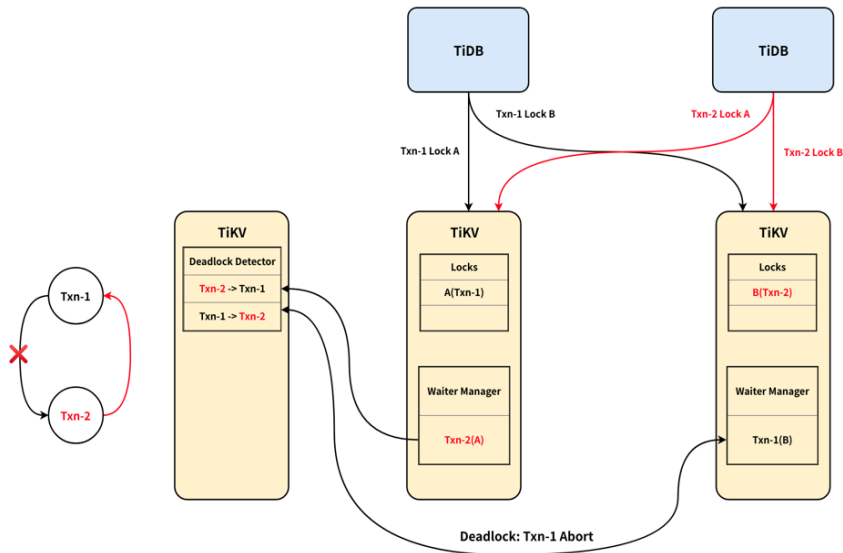 TiDB
TiDB
Txn-1 Lock B
Txn-2 Lock A
Txn-1 Lock A
Txn-2 Lock B
TiKV
Deadlock Detector
Txn-2 -> Txn-1
Txn-1 -> Txn-2
TiKV
Locks
A(Txn-1)
Waiter Manager
Txn-2(A)
TiKV
Locks
B(Txn-2)
Waiter Manager
Txn-1(B)
Txn-1
Txn-2
Deadlock: Txn-1 Abort